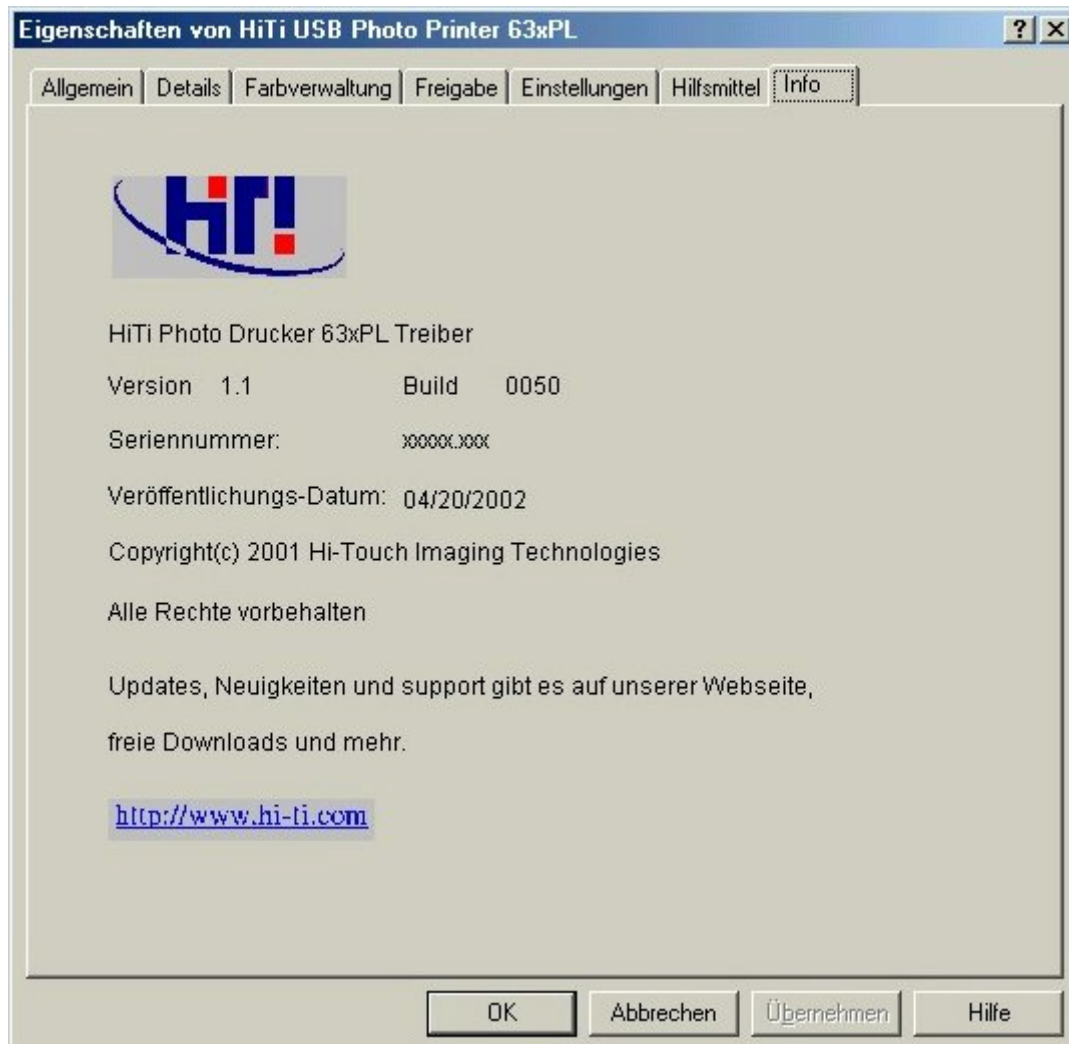 Eigenschaften von HiTi USB Photo Printer 63xPL
Allgemein Details Farbverwaltung Freigabe Einstellungen Hilfsmittel Info
HiTi
HiTi Photo Drucker 63xPL Treiber
Version 1.1 Build 0050
Seriennummer: xxxxxx.xxx
Veröffentlichungs-Datum: 04/20/2002
Copyright(c) 2001 Hi-Touch Imaging Technologies
Alle Rechte vorbehalten
Updates, Neuigkeiten und support gibt es auf unserer Webseite,
freie Downloads und mehr.
http://www.hi-ti.com
OK Abbrechen Übernehmen Hilfe